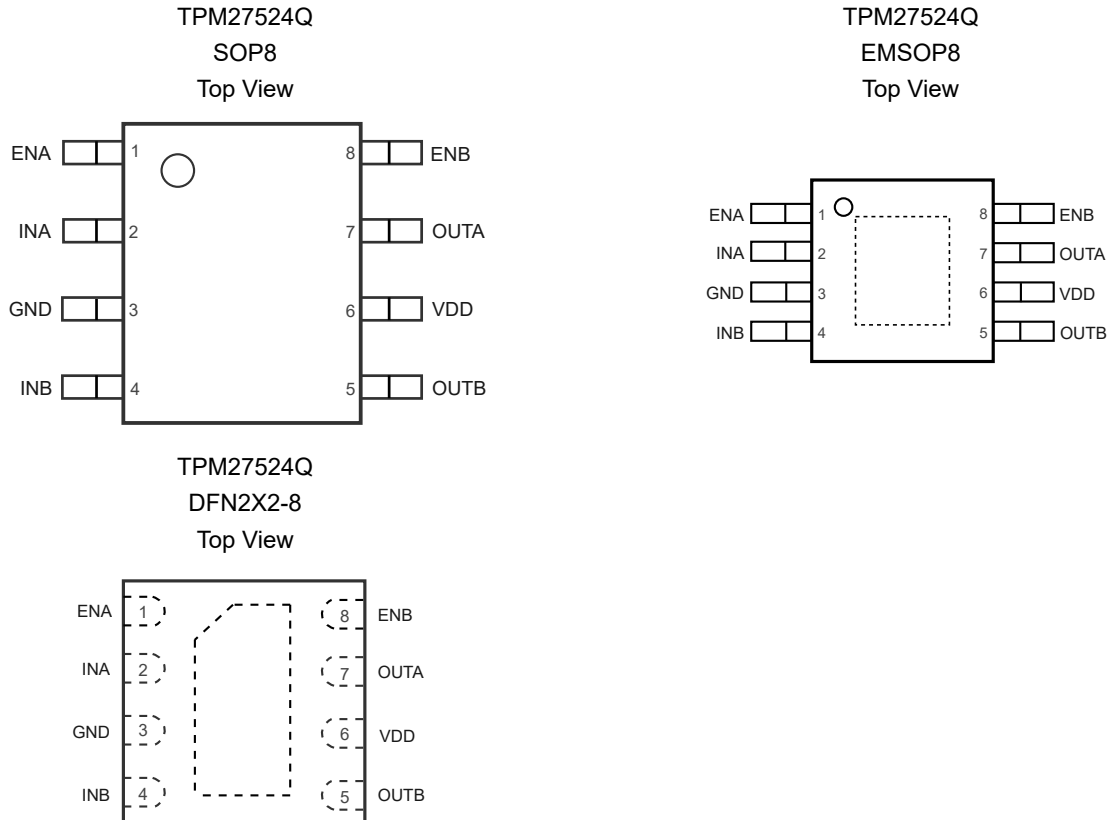 TPM27524Q
SOP8
Top View
ENA 1 8 ENB
INA 2 7 OUTA
GND 3 6 VDD
INB 4 5 OUTB
TPM27524Q
EMSOP8
Top View
ENA 1 8 ENB
INA 2 7 OUTA
GND 3 6 VDD
INB 4 5 OUTB
TPM27524Q
DFN2X2-8
Top View
ENA 1 8 ENB
INA 2 7 OUTA
GND 3 6 VDD
INB 4 5 OUTB